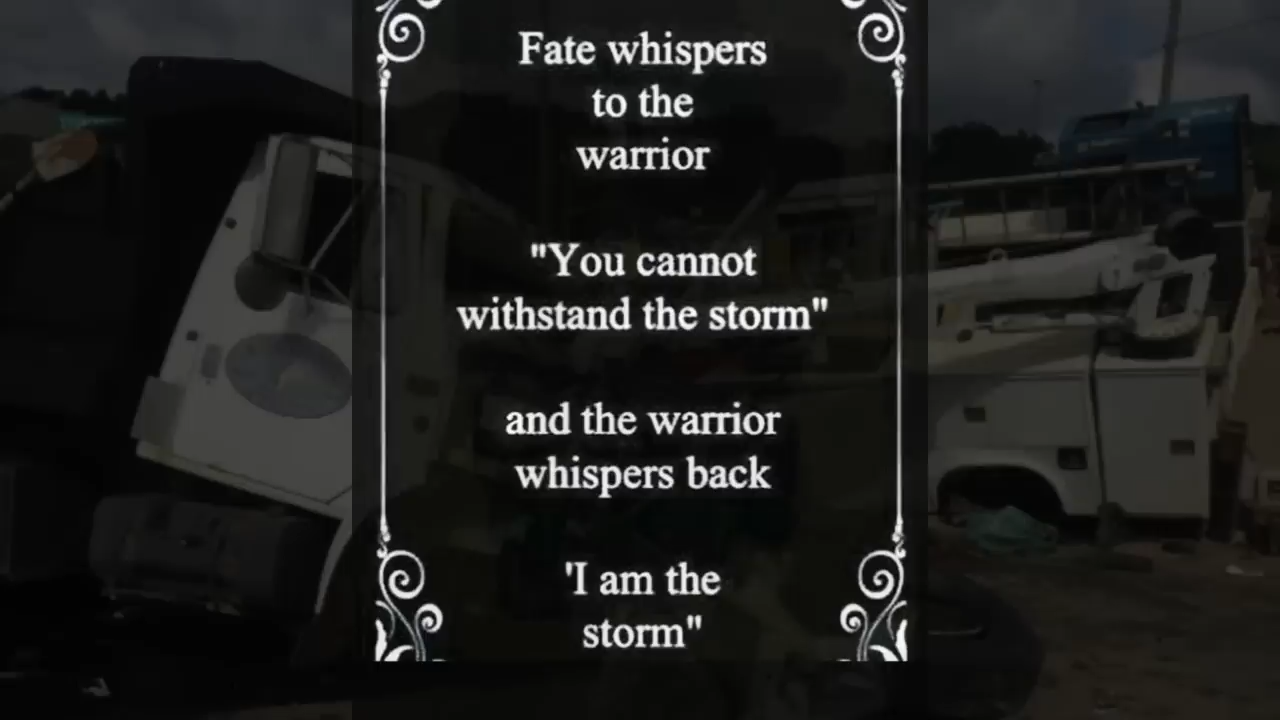 Fate whispers
to the
warrior
"You cannot
withstand the storm"
and the warrior
whispers back
'I am the
storm"